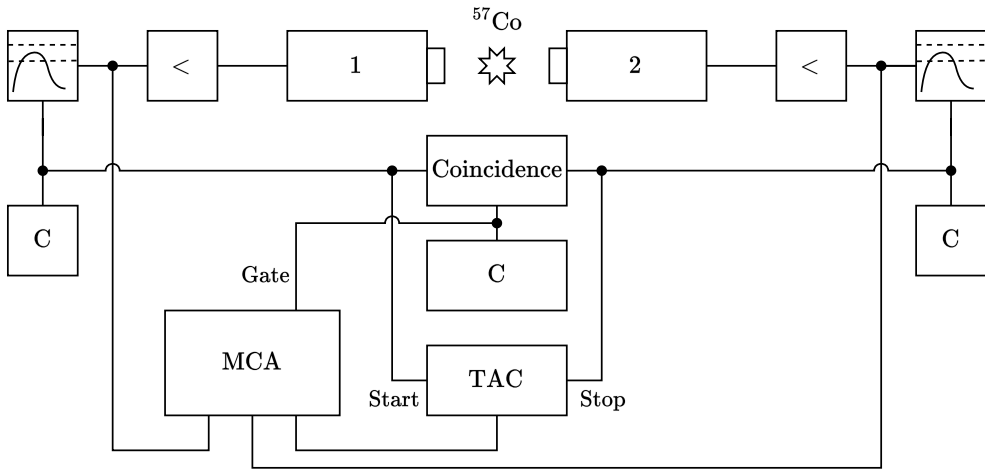 ⁵⁷Co
<
1
2
<
Coincidence
C
C
C
Gate
MCA
TAC
Start
Stop